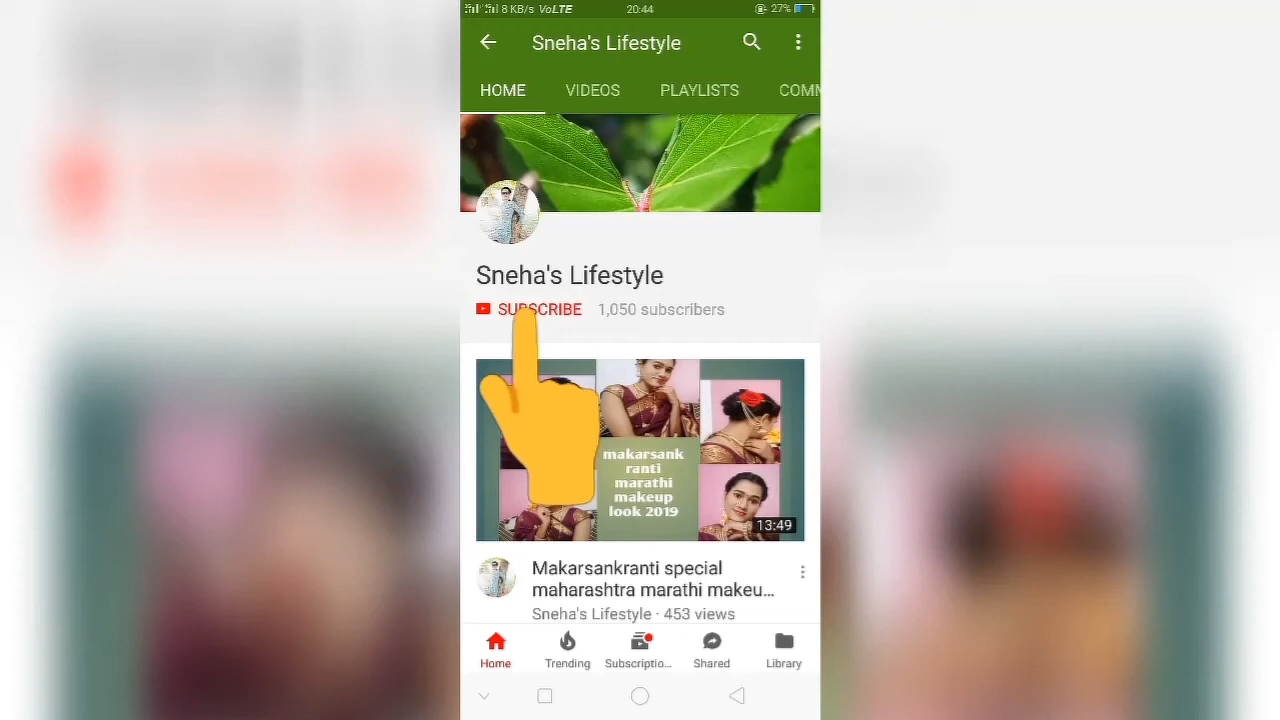 8 KB/s VoLTE 20:44 27%
Sneha's Lifestyle
HOME VIDEOS PLAYLISTS COMM
Sneha's Lifestyle
SUBSCRIBE 1,050 subscribers
makarsank
ranti
marathi
makeup
look 2019
13:49
Makarsankranti special
maharashtra marathi makeu...
Sneha's Lifestyle · 453 views
Home Trending Subscriptio... Shared Library